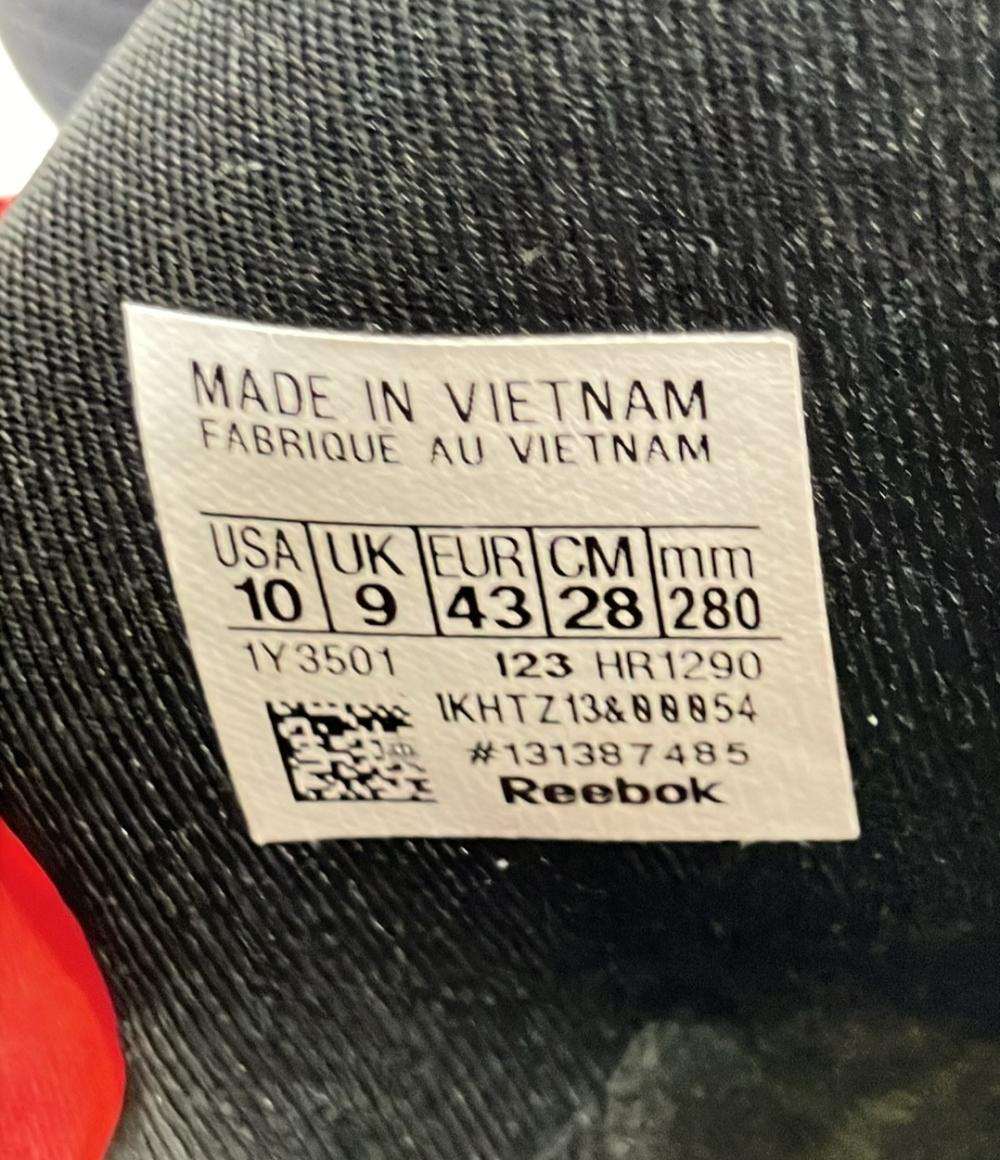 MADE IN VIETNAM
FABRIQUE AU VIETNAM
USA UK EUR CM mm
10 9 43 28 280
1Y3501 123 HR1290
IKHTZ13&00054
#131387485
Reebok